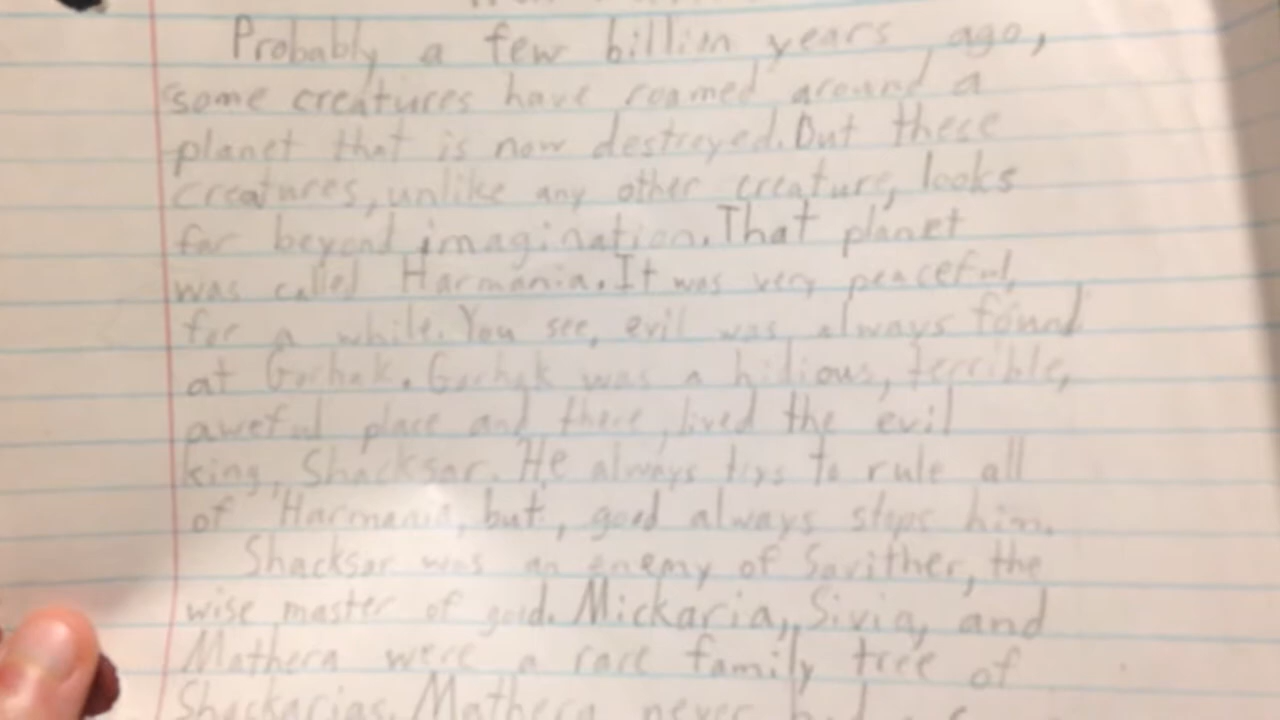 Probably a few billion years ago,
some creatures have roamed around a
planet that is now destroyed. But these
creatures, unlike any other creature, looks
far beyond imagination. That planet
was called Harmania. It was very peaceful,
for a while. You see, evil was always found
at Gorhak. Gorhak was a hidious, terrible,
aweful place and there, lived the evil
king, Shacksar. He always trys to rule all
of Harmania, but, good always stops him.
Shacksar was an enemy of Savither, the
wise master of good. Mickaria, Sivia, and
Mathera were a rare family tree of
Shackarias. Mathera never had